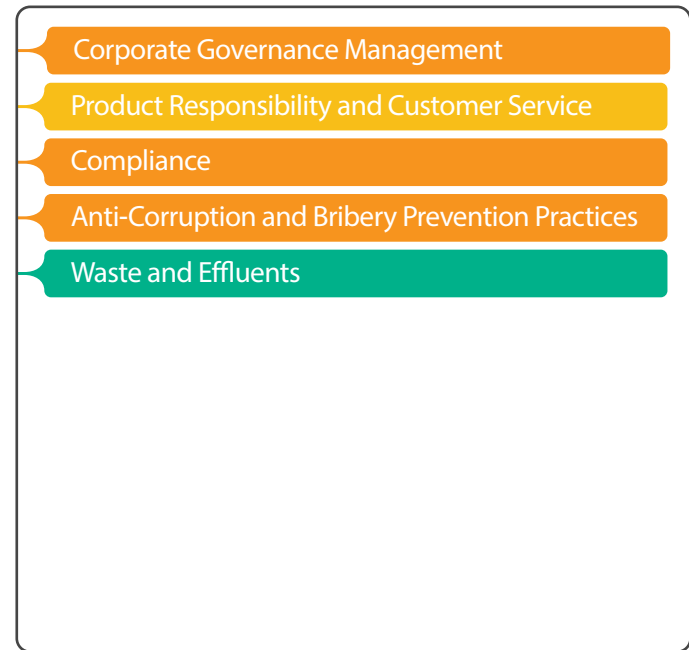 Corporate Governance Management
Product Responsibility and Customer Service
Compliance
Anti-Corruption and Bribery Prevention Practices
Waste and Effluents